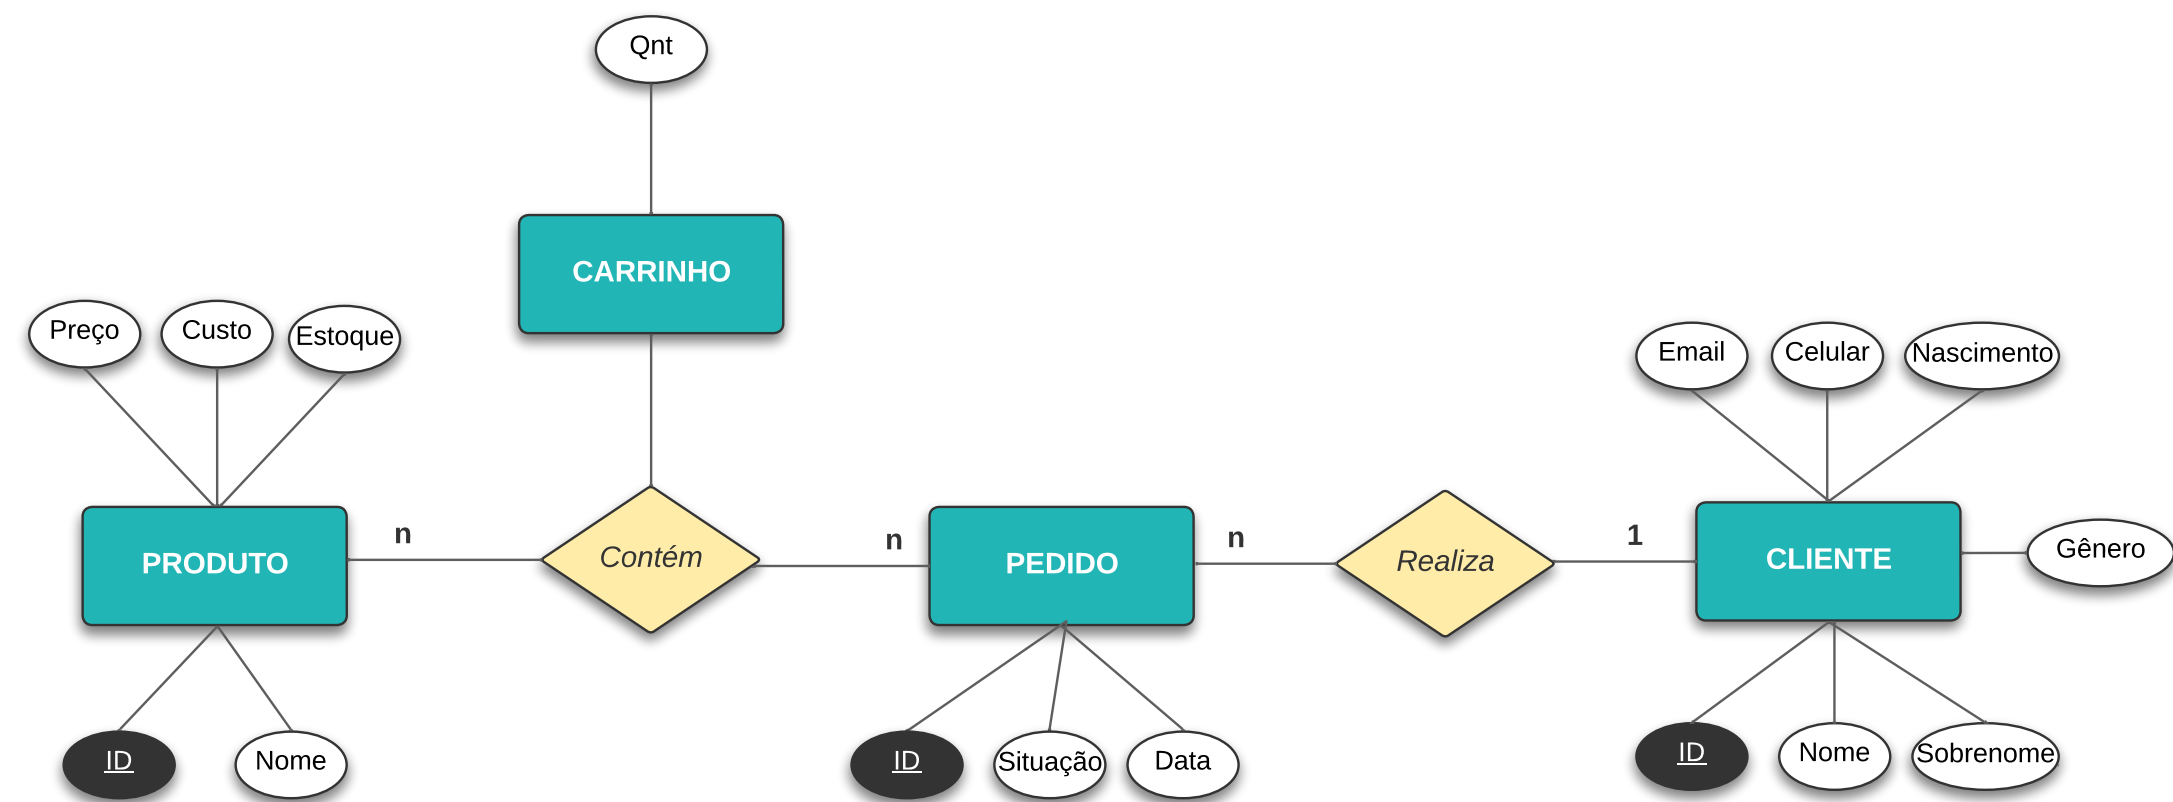 Qnt
CARRINHO
Preço
Custo
Estoque
Email
Celular
Nascimento
n
Contém
n
n
Realiza
1
PRODUTO
PEDIDO
CLIENTE
Gênero
ID
Nome
ID
Situação
Data
ID
Nome
Sobrenome